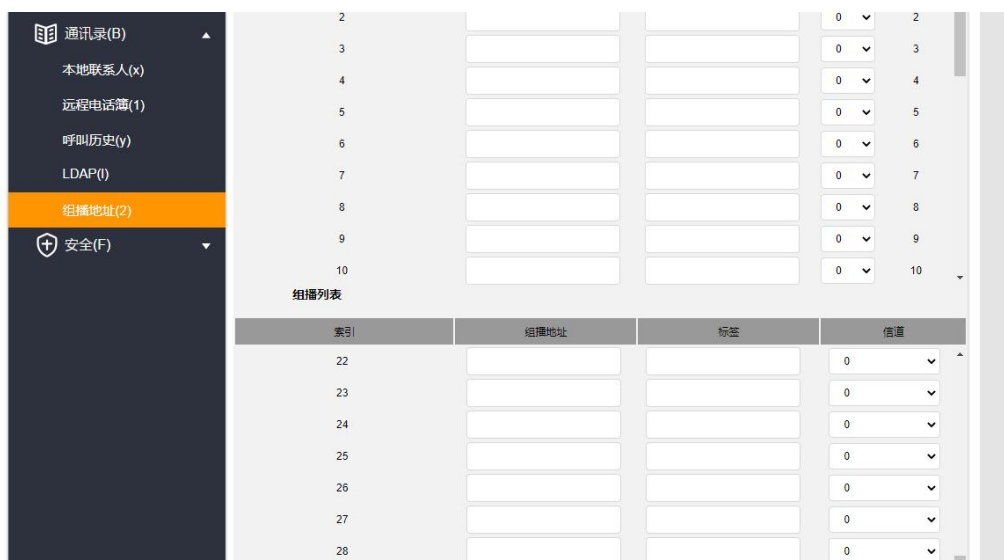 通讯录(B)
本地联系人(x)
远程电话簿(1)
呼叫历史(y)
LDAP(l)
组播地址(2)
安全(F)
2 0 2
3 0 3
4 0 4
5 0 5
6 0 6
7 0 7
8 0 8
9 0 9
10 0 10
组播列表
索引 组播地址 标签 信道
22 0
23 0
24 0
25 0
26 0
27 0
28 0